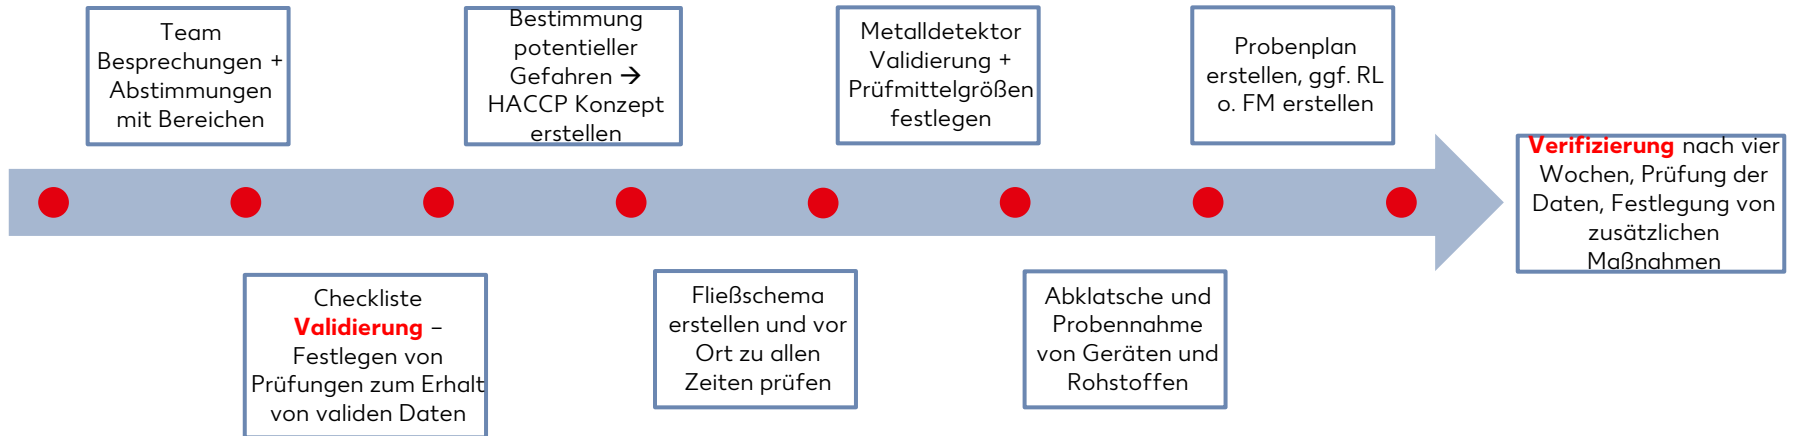 Team
Besprechungen +
Abstimmungen
mit Bereichen
Checkliste
Validierung –
Festlegen von
Prüfungen zum Erhalt
von validen Daten
Bestimmung
potentieller
Gefahren →
HACCP Konzept
erstellen
Fließschema
erstellen und vor
Ort zu allen
Zeiten prüfen
Metalldetektor
Validierung +
Prüfmittelgrößen
festlegen
Abklatsche und
Probennahme
von Geräten und
Rohstoffen
Probenplan
erstellen, ggf. RL
o. FM erstellen
Verifizierung nach vier
Wochen, Prüfung der
Daten, Festlegung von
zusätzlichen
Maßnahmen